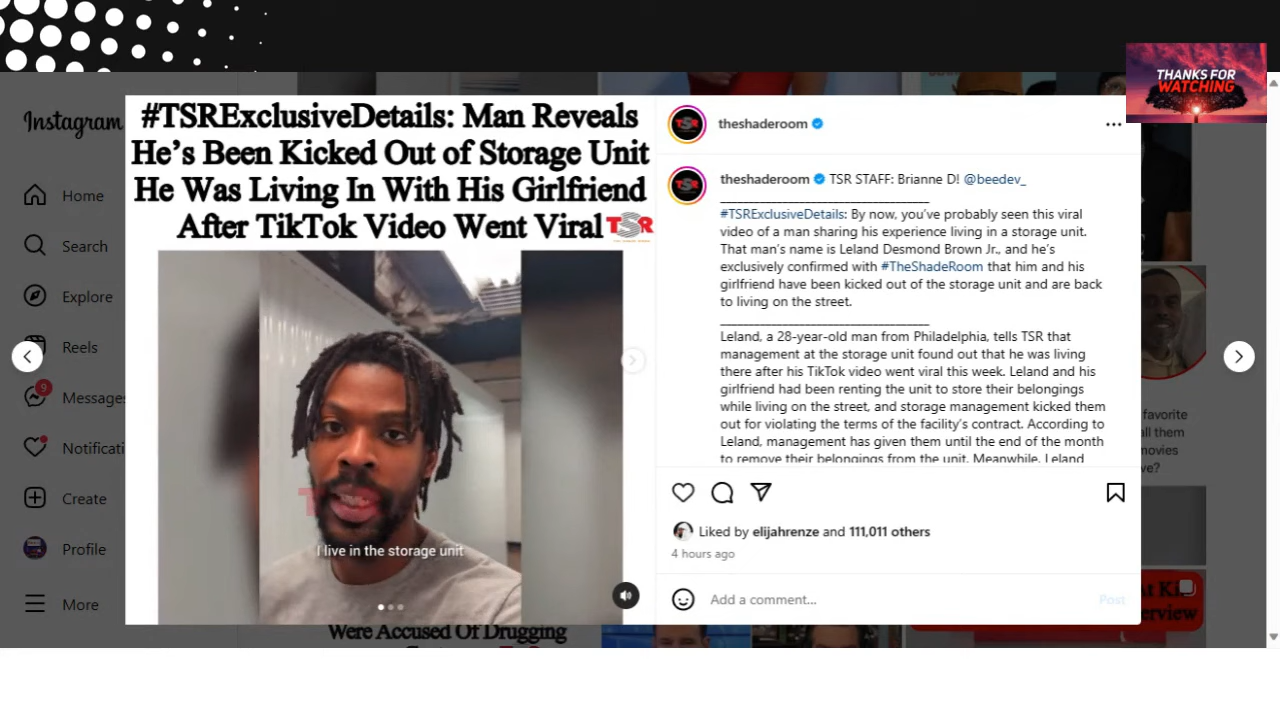 THANKS FOR
WATCHING
Instagram
Home
Search
Explore
Reels
9
Messages
Notificati
Create
Profile
More
#TSRExclusiveDetails: Man Reveals
He's Been Kicked Out of Storage Unit
He Was Living In With His Girlfriend
After TikTok Video Went Viral TSR
I live in the storage unit
Were Accused Of Drugging
theshaderoom
theshaderoom TSR STAFF: Brianne D! @beedev_
#TSRExclusiveDetails: By now, you've probably seen this viral
video of a man sharing his experience living in a storage unit.
That man's name is Leland Desmond Brown Jr., and he's
exclusively confirmed with #TheShadeRoom that him and his
girlfriend have been kicked out of the storage unit and are back
to living on the street.
Leland, a 28-year-old man from Philadelphia, tells TSR that
management at the storage unit found out that he was living
there after his TikTok video went viral this week. Leland and his
girlfriend had been renting the unit to store their belongings
while living on the street, and storage management kicked them
out for violating the terms of the facility's contract. According to
Leland, management has given them until the end of the month
to remove their belongings from the unit. Meanwhile, Leland
Liked by elijahrenze and 111,011 others
4 hours ago
Add a comment...
Post
favorite
all them
movies
ve?